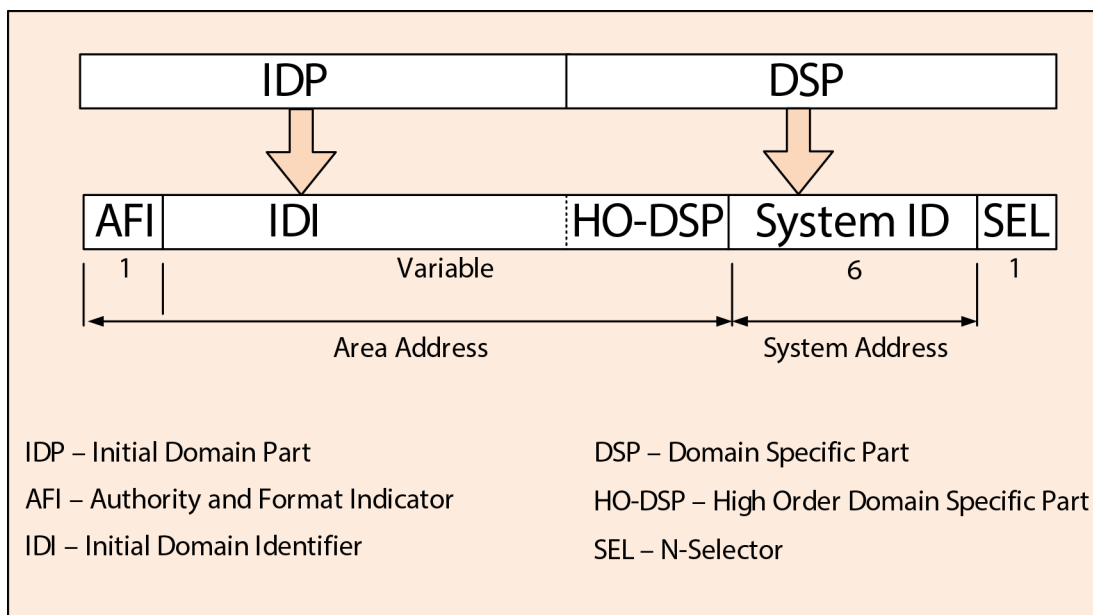 IDP DSP
AFI IDI HO-DSP System ID SEL
1 Variable 6 1
Area Address System Address
IDP – Initial Domain Part
AFI – Authority and Format Indicator
IDI – Initial Domain Identifier
DSP – Domain Specific Part
HO-DSP – High Order Domain Specific Part
SEL – N-Selector